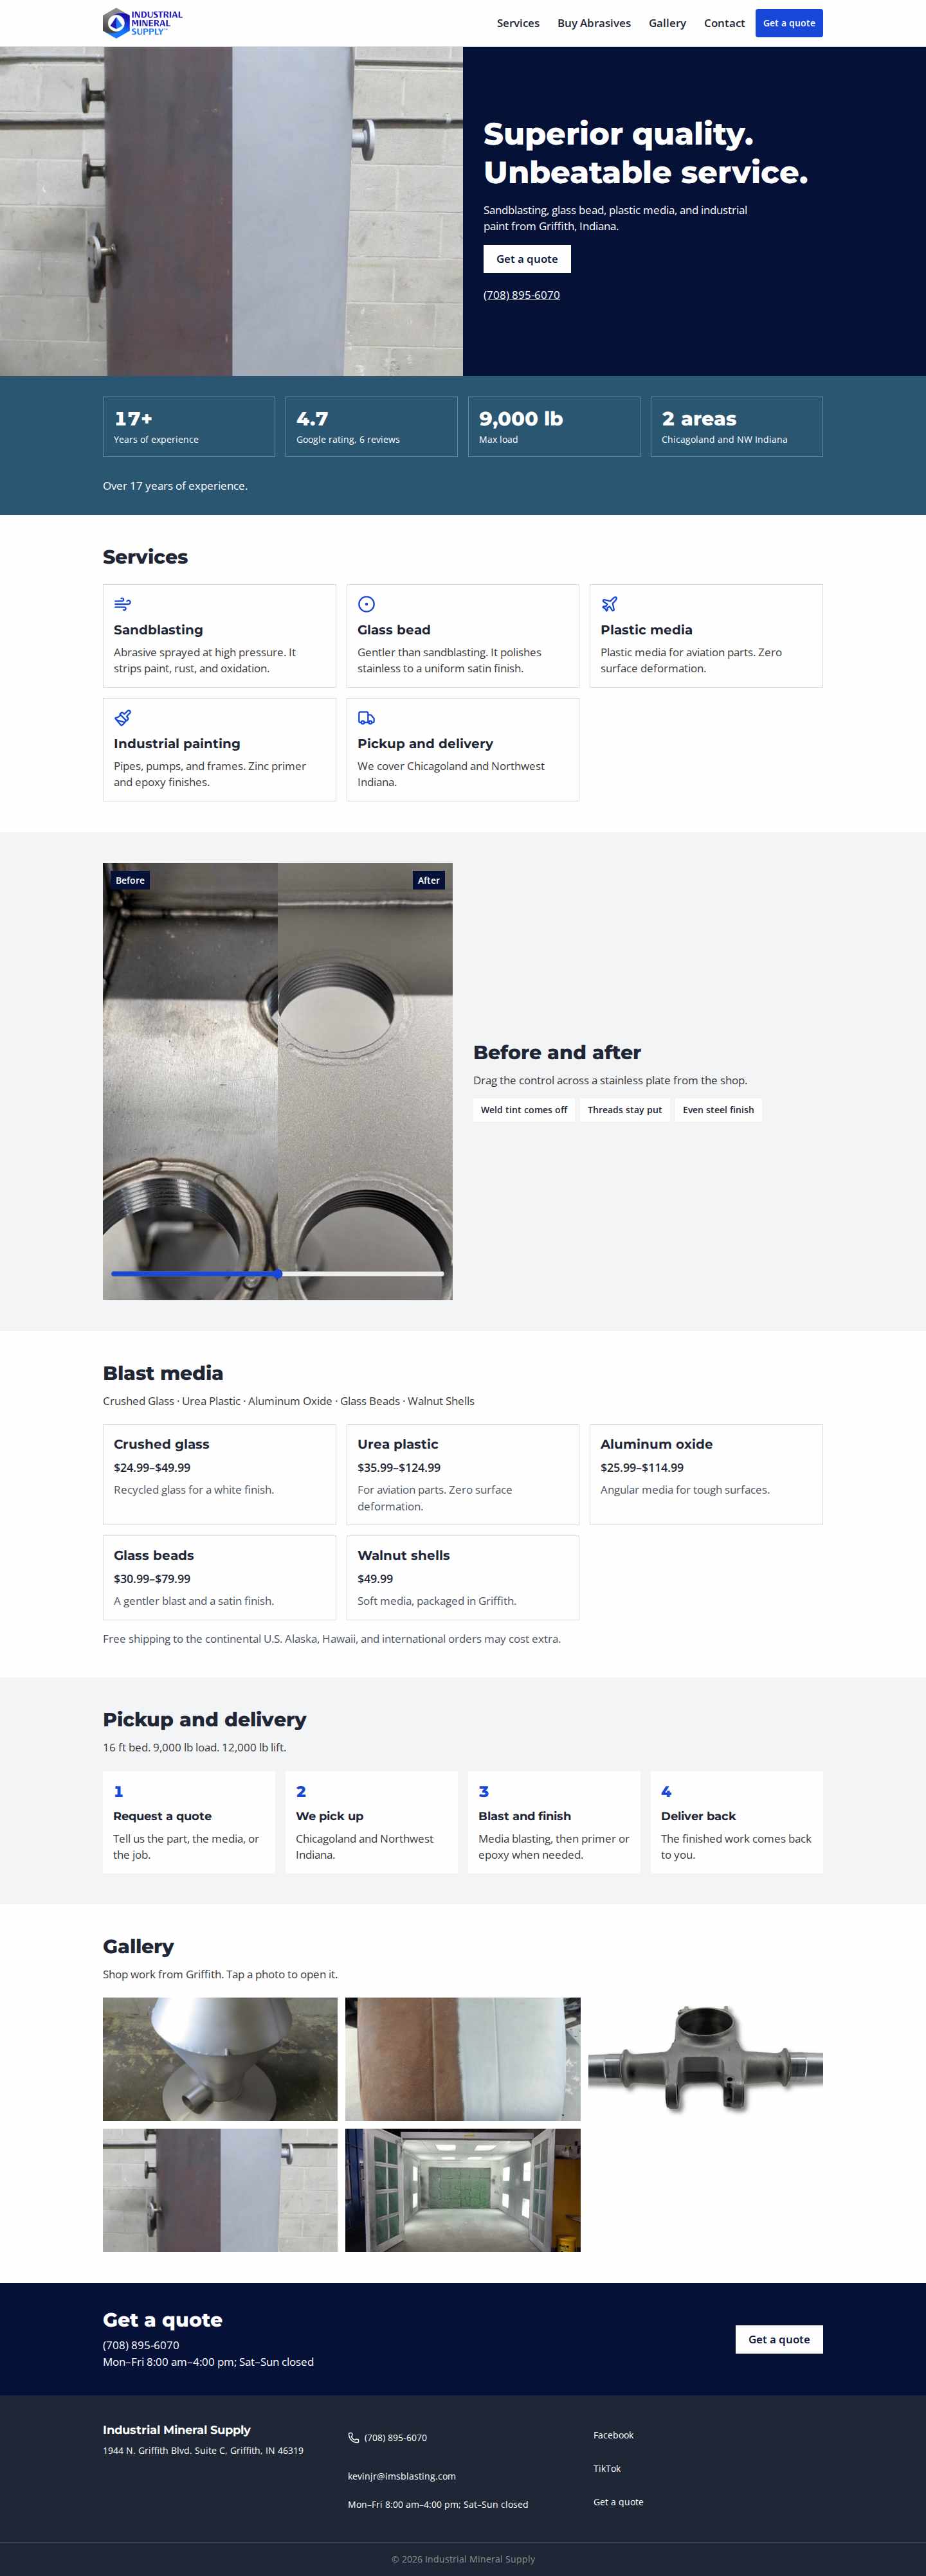 INDUSTRIAL
MINERAL
SUPPLY™
Services
Buy Abrasives
Gallery
Contact
Get a quote
Superior quality.
Unbeatable service.
Sandblasting, glass bead, plastic media, and industrial
paint from Griffith, Indiana.
Get a quote
(708) 895-6070
17+
Years of experience
4.7
Google rating, 6 reviews
9,000 lb
Max load
2 areas
Chicagoland and NW Indiana
Over 17 years of experience.
Services
Sandblasting
Abrasive sprayed at high pressure. It
strips paint, rust, and oxidation.
Glass bead
Gentler than sandblasting. It polishes
stainless to a uniform satin finish.
Plastic media
Plastic media for aviation parts. Zero
surface deformation.
Industrial painting
Pipes, pumps, and frames. Zinc primer
and epoxy finishes.
Pickup and delivery
We cover Chicagoland and Northwest
Indiana.
Before
After
Before and after
Drag the control across a stainless plate from the shop.
Weld tint comes off
Threads stay put
Even steel finish
Blast media
Crushed Glass · Urea Plastic · Aluminum Oxide · Glass Beads · Walnut Shells
Crushed glass
$24.99–$49.99
Recycled glass for a white finish.
Urea plastic
$35.99–$124.99
For aviation parts. Zero surface
deformation.
Aluminum oxide
$25.99–$114.99
Angular media for tough surfaces.
Glass beads
$30.99–$79.99
A gentler blast and a satin finish.
Walnut shells
$49.99
Soft media, packaged in Griffith.
Free shipping to the continental U.S. Alaska, Hawaii, and international orders may cost extra.
Pickup and delivery
16 ft bed. 9,000 lb load. 12,000 lb lift.
1
Request a quote
Tell us the part, the media, or
the job.
2
We pick up
Chicagoland and Northwest
Indiana.
3
Blast and finish
Media blasting, then primer or
epoxy when needed.
4
Deliver back
The finished work comes back
to you.
Gallery
Shop work from Griffith. Tap a photo to open it.
Get a quote
(708) 895-6070
Mon–Fri 8:00 am–4:00 pm; Sat–Sun closed
Get a quote
Industrial Mineral Supply
1944 N. Griffith Blvd. Suite C, Griffith, IN 46319
(708) 895-6070
kevinjr@imsblasting.com
Mon–Fri 8:00 am–4:00 pm; Sat–Sun closed
Facebook
TikTok
Get a quote
© 2026 Industrial Mineral Supply